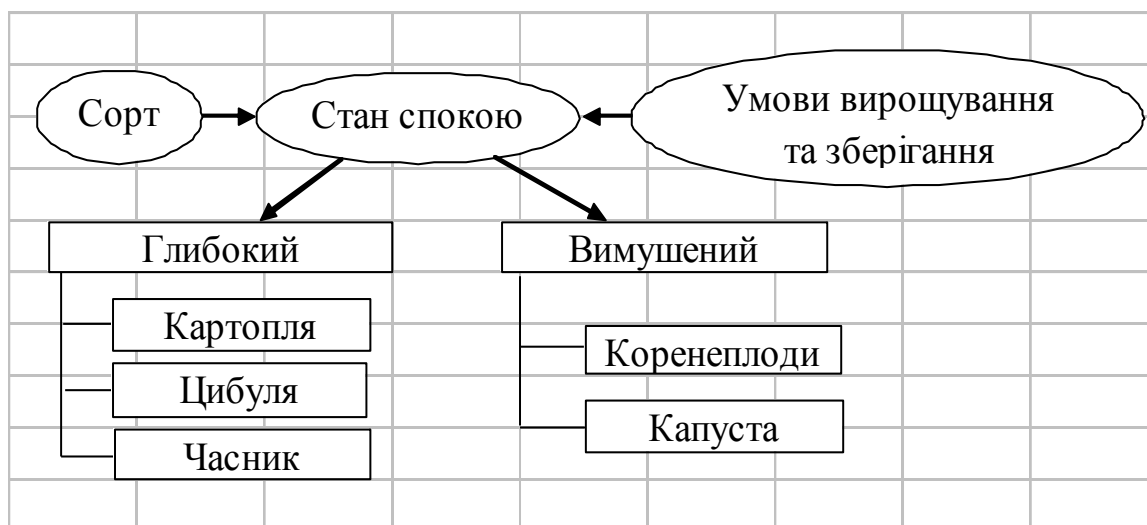 Сорт
Стан спокою
Умови вирощування
та зберігання
Глибокий
Вимушений
Картопля
Цибуля
Часник
Коренеплоди
Капуста